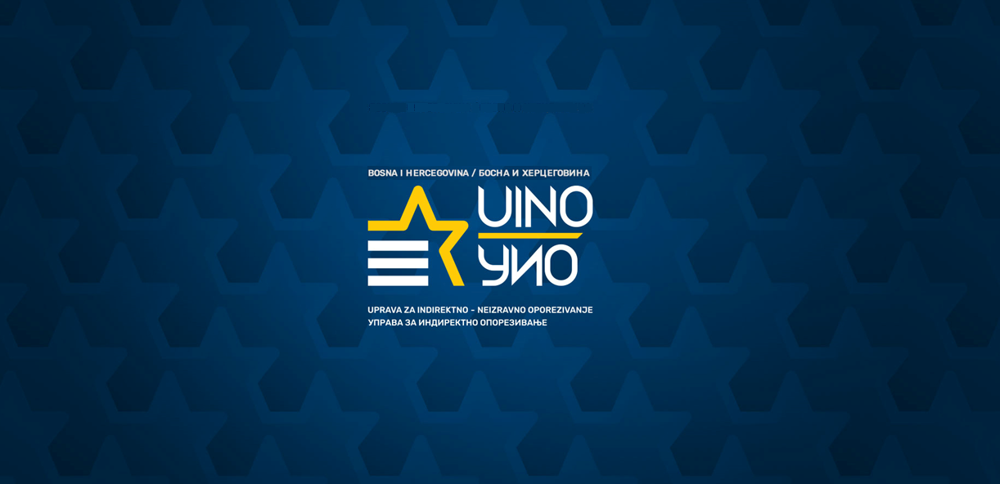 BOSNA I HERCEGOVINA / БОСНА И ХЕРЦЕГОВИНА
UINO
УИО
UPRAVA ZA INDIREKTNO - NEIZRAVNO OPOREZIVANJE
УПРАВА ЗА ИНДИРЕКТНО ОПОРЕЗИВАЊЕ